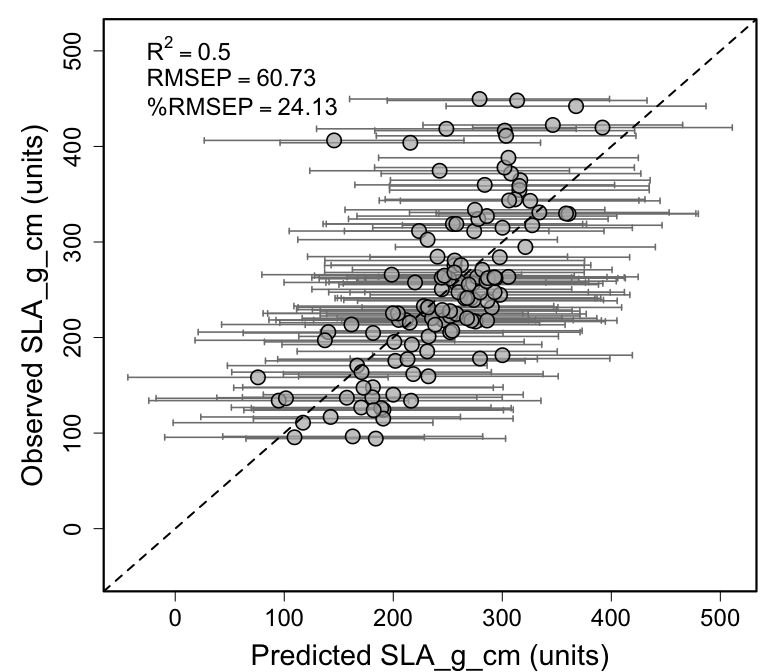 R² = 0.5
RMSEP = 60.73
%RMSEP = 24.13
Observed SLA_g_cm (units)
500
400
300
200
100
0
0 100 200 300 400 500
Predicted SLA_g_cm (units)